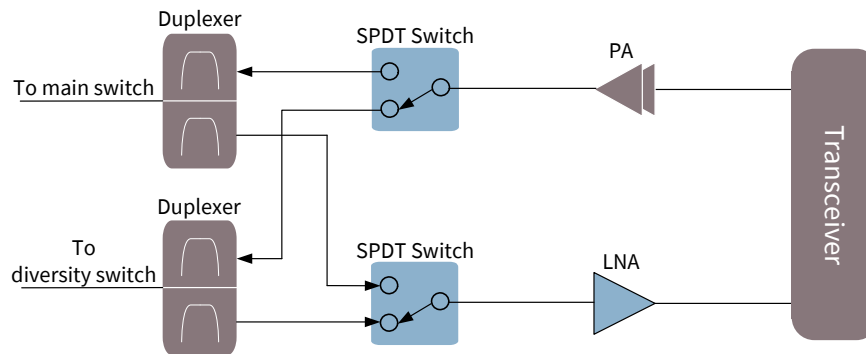 Duplexer
SPDT Switch
PA
To main switch
Transceiver
Duplexer
To
diversity switch
SPDT Switch
LNA